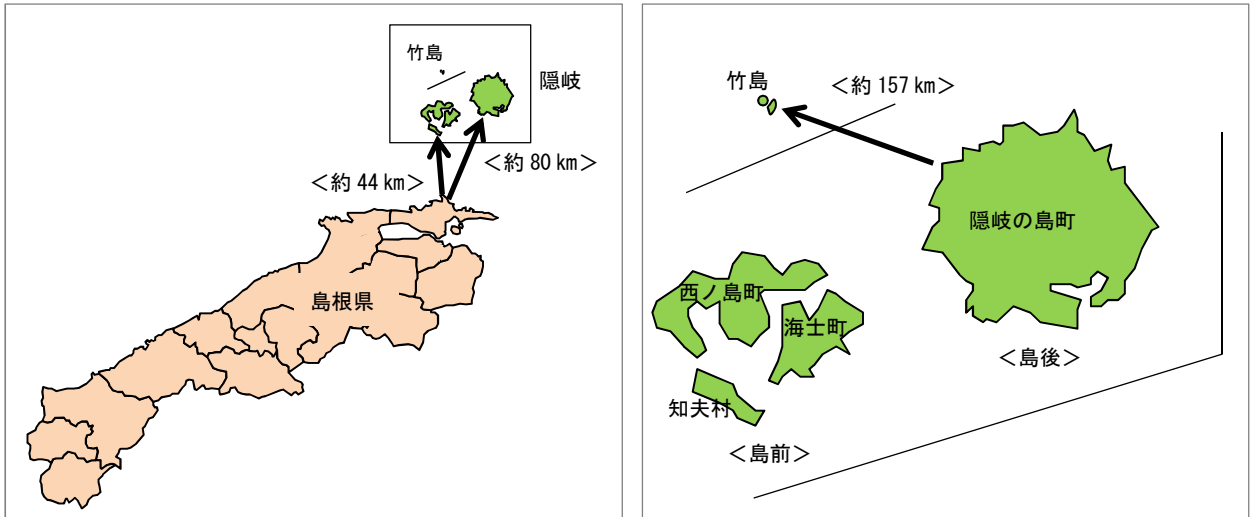 竹島
隠岐
＜約 80 km＞
＜約 44 km＞
島根県
竹島
＜約 157 km＞
隠岐の島町
西ノ島町
海士町
＜島後＞
知夫村
＜島前＞